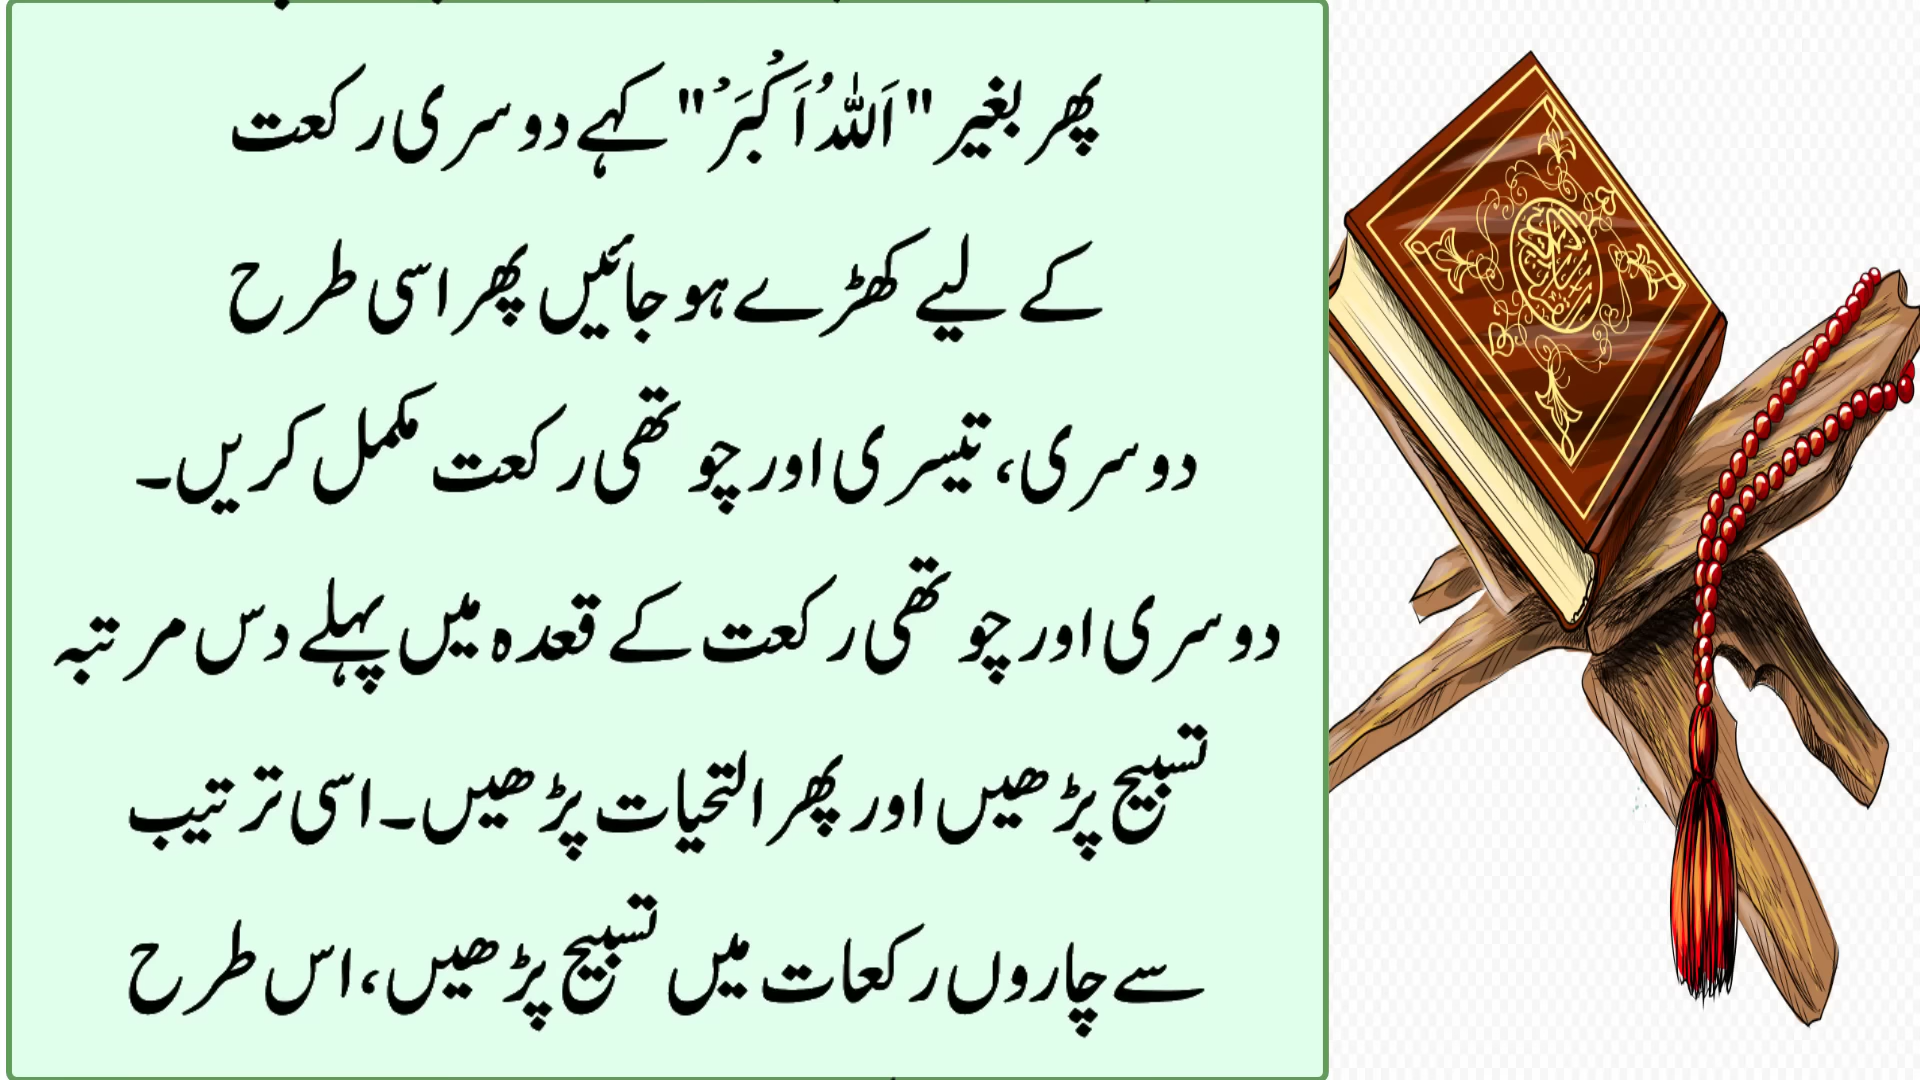 پھر بغیر "اَللہُ اَکْبَرْ" کہے دوسری رکعت
کے لیے کھڑے ہو جائیں پھر اسی طرح
دوسری، تیسری اور چوتھی رکعت مکمل کریں۔
دوسری اور چوتھی رکعت کے قعدہ میں پہلے دس مرتبہ
تسبیح پڑھیں اور پھر التحیات پڑھیں۔ اسی ترتیب
سے چاروں رکعات میں تسبیح پڑھیں، اس طرح